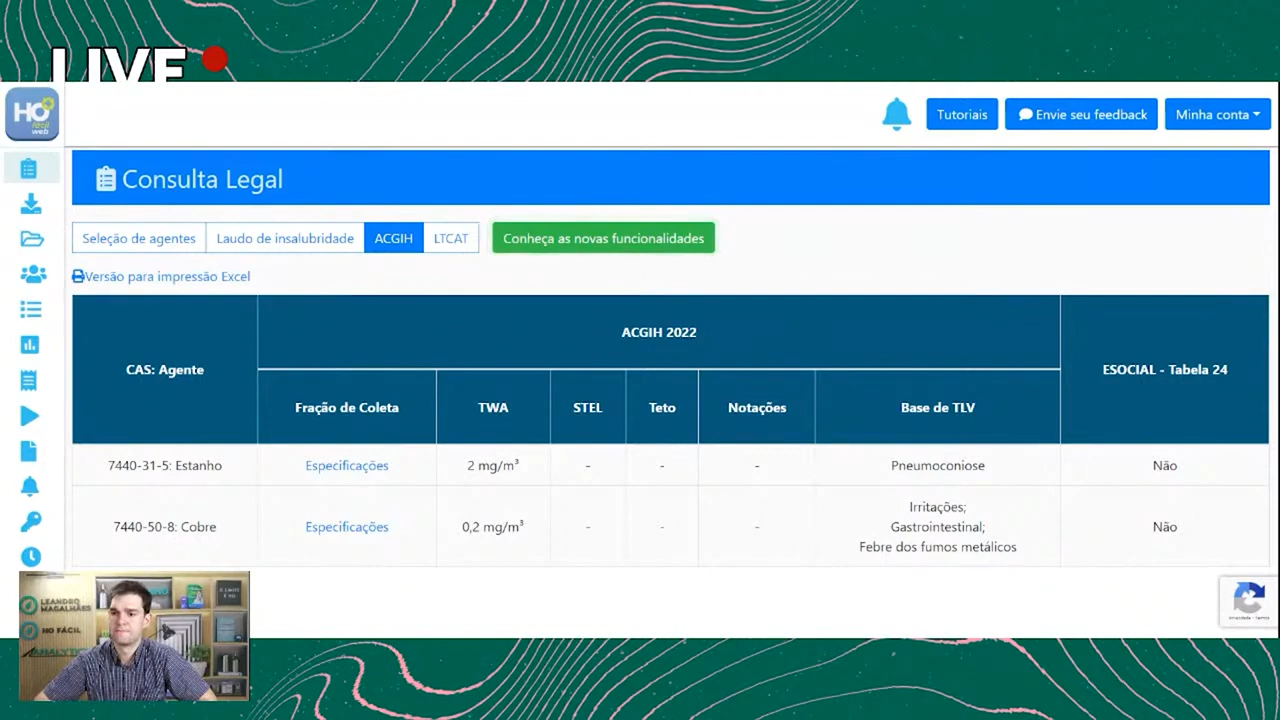 LIVE
HO
fácil
web
Tutoriais
Envie seu feedback
Minha conta
Consulta Legal
Seleção de agentes
Laudo de insalubridade
ACGIH
LTCAT
Conheça as novas funcionalidades
Versão para impressão Excel
CAS: Agente
ACGIH 2022
ESOCIAL - Tabela 24
Fração de Coleta
TWA
STEL
Teto
Notações
Base de TLV
7440-31-5: Estanho
Especificações
2 mg/m³
-
-
-
Pneumoconiose
Não
7440-50-8: Cobre
Especificações
0,2 mg/m³
-
-
-
Irritações;
Gastrointestinal;
Febre dos fumos metálicos
Não
LEANDRO
MAGALHÃES
HO FÁCIL
ANALYTIC